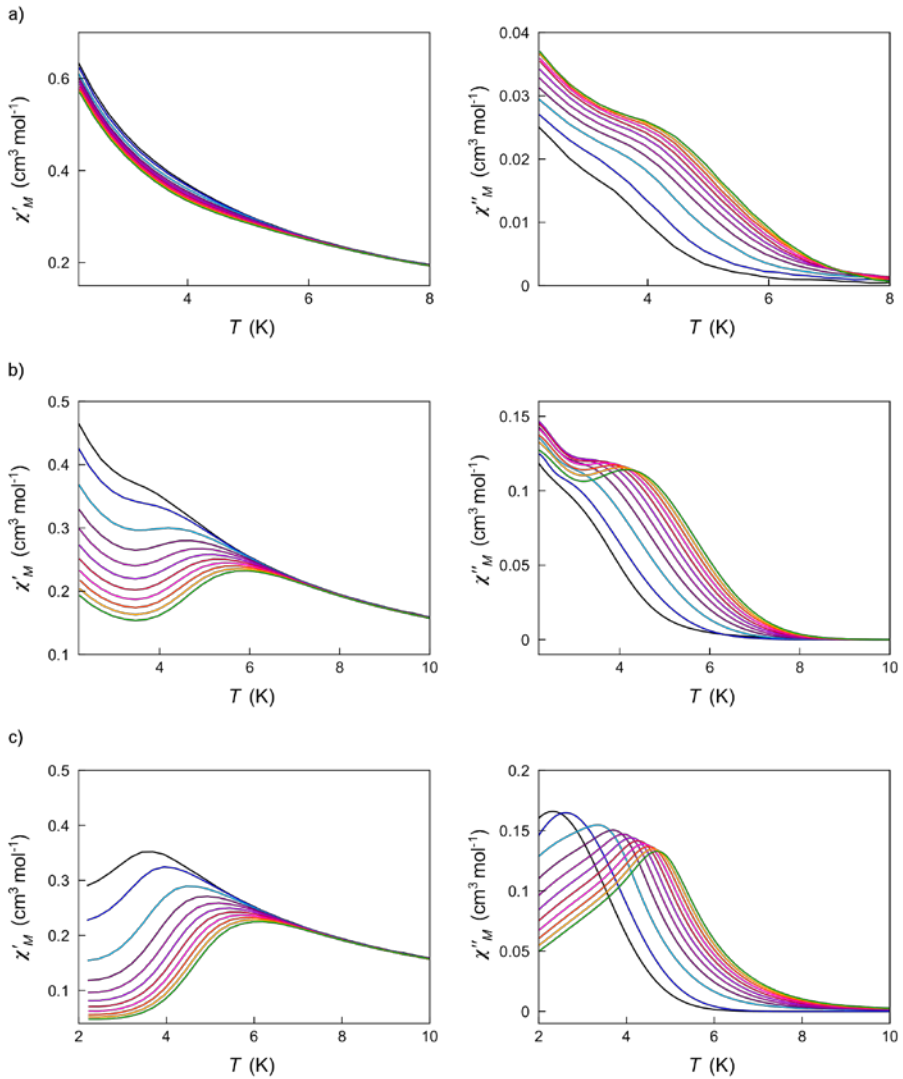 a)
χ′M (cm³ mol⁻¹)
0.6
0.4
0.2
4 6 8
T (K)
χ″M (cm³ mol⁻¹)
0.04
0.03
0.02
0.01
0
4 6 8
T (K)
b)
χ′M (cm³ mol⁻¹)
0.5
0.4
0.3
0.2
0.1
4 6 8 10
T (K)
χ″M (cm³ mol⁻¹)
0.15
0.1
0.05
0
4 6 8 10
T (K)
c)
χ′M (cm³ mol⁻¹)
0.5
0.4
0.3
0.2
0.1
2 4 6 8 10
T (K)
χ″M (cm³ mol⁻¹)
0.2
0.15
0.1
0.05
0
2 4 6 8 10
T (K)